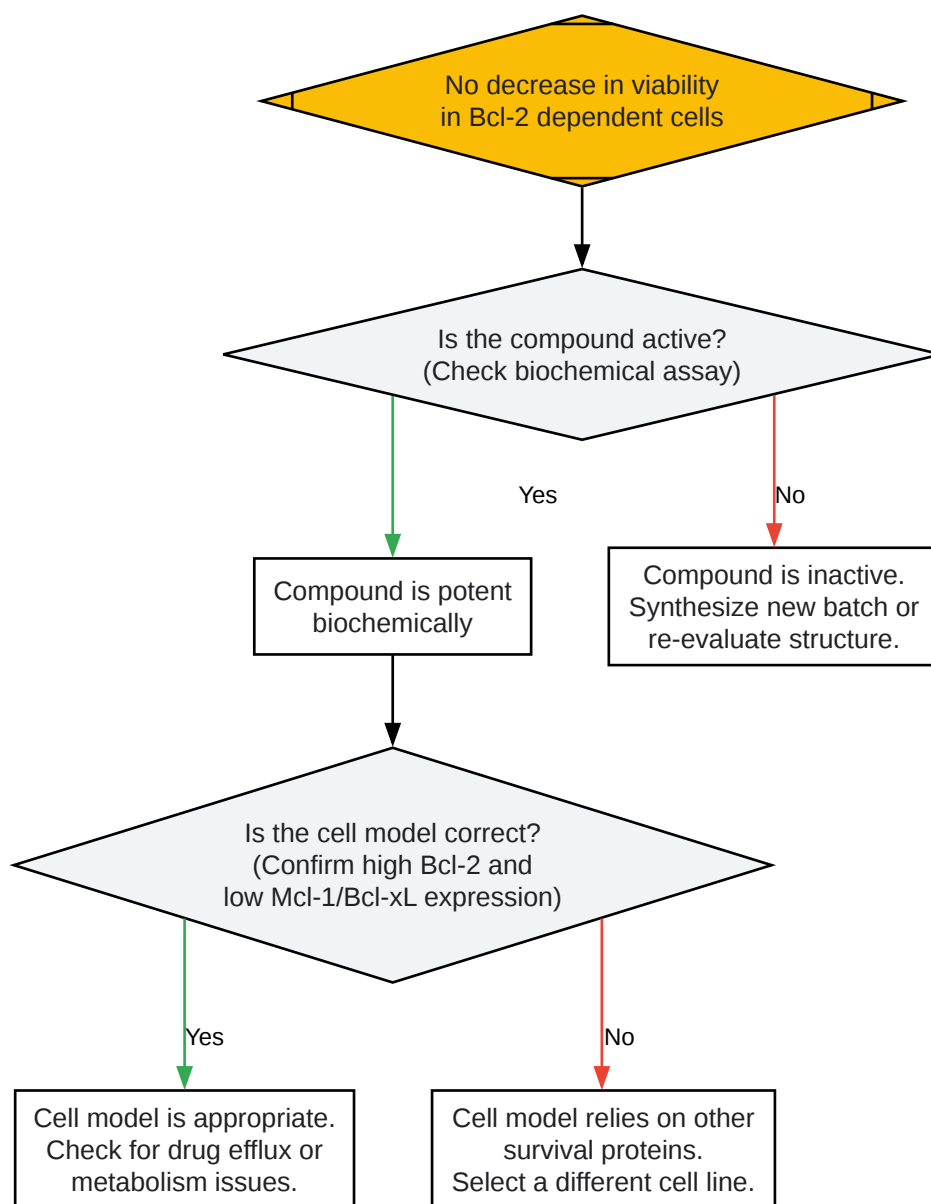 No decrease in viability
in Bcl-2 dependent cells
Is the compound active?
(Check biochemical assay)
Yes
No
Compound is potent
biochemically
Compound is inactive.
Synthesize new batch or
re-evaluate structure.
Is the cell model correct?
(Confirm high Bcl-2 and
low Mcl-1/Bcl-xL expression)
Yes
No
Cell model is appropriate.
Check for drug efflux or
metabolism issues.
Cell model relies on other
survival proteins.
Select a different cell line.